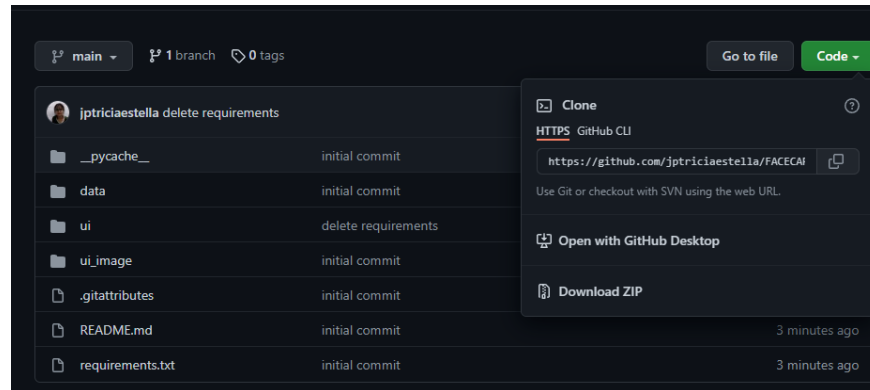 main 1 branch 0 tags Go to file Code
jptriciaestella delete requirements
Clone
HTTPS GitHub CLI
https://github.com/jptriciaestella/FACECAR
Use Git or checkout with SVN using the web URL.
Open with GitHub Desktop
Download ZIP
__pycache__ initial commit
data initial commit
ui delete requirements
ui_image initial commit
.gitattributes initial commit
README.md initial commit 3 minutes ago
requirements.txt initial commit 3 minutes ago